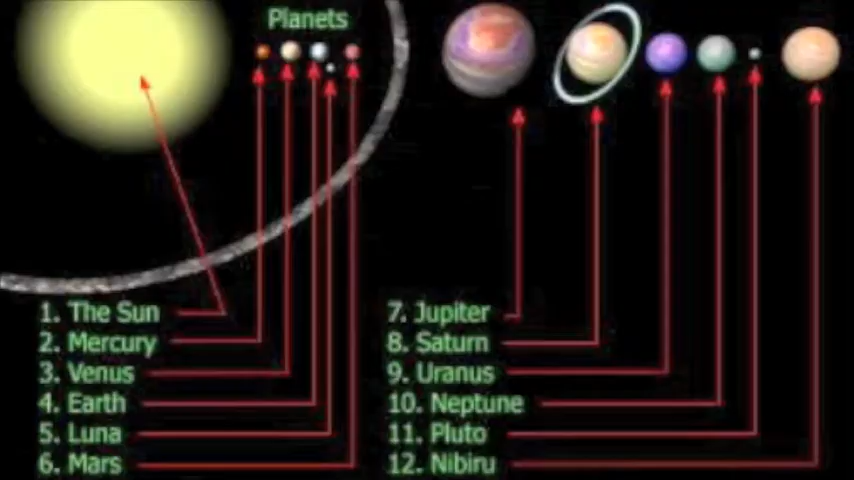 Planets
1. The Sun
2. Mercury
3. Venus
4. Earth
5. Luna
6. Mars
7. Jupiter
8. Saturn
9. Uranus
10. Neptune
11. Pluto
12. Nibiru